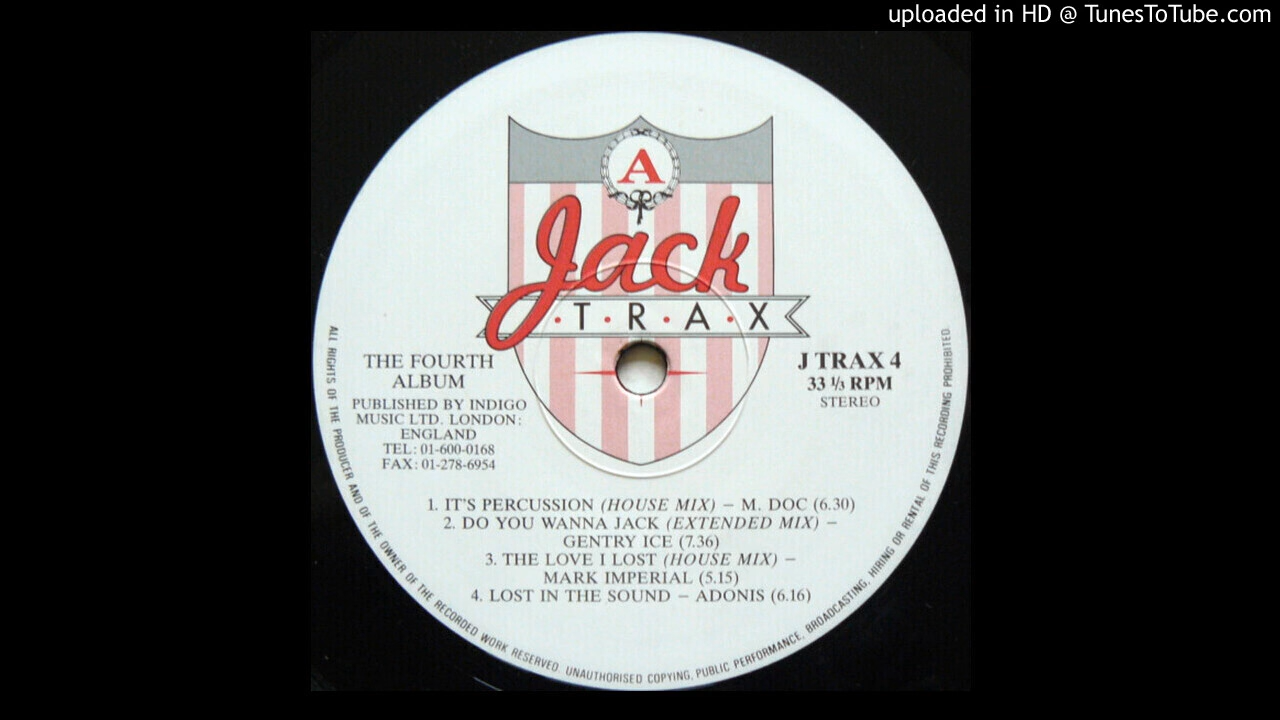 uploaded in HD @ TunesToTube.com
A
Jack
·T·R·A·X
THE FOURTH
ALBUM
PUBLISHED BY INDIGO
MUSIC LTD. LONDON:
ENGLAND
TEL: 01-600-0168
FAX: 01-278-6954
J TRAX 4
33 ⅓ RPM
STEREO
1. IT'S PERCUSSION (HOUSE MIX) – M. DOC (6.30)
2. DO YOU WANNA JACK (EXTENDED MIX) –
GENTRY ICE (7.36)
3. THE LOVE I LOST (HOUSE MIX) –
MARK IMPERIAL (5.15)
4. LOST IN THE SOUND – ADONIS (6.16)
ALL RIGHTS OF THE PRODUCER AND OF THE OWNER OF THE RECORDED WORK RESERVED. UNAUTHORISED COPYING, PUBLIC PERFORMANCE, BROADCASTING, HIRING OR RENTAL OF THIS RECORDING PROHIBITED.